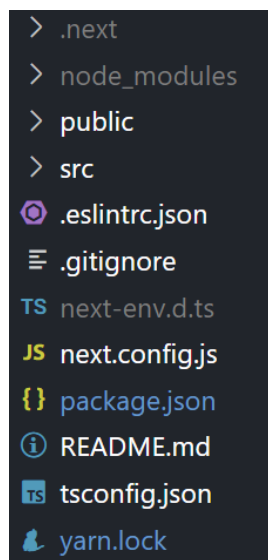 .next
node_modules
public
src
.eslintrc.json
.gitignore
TS next-env.d.ts
JS next.config.js
{} package.json
README.md
TS tsconfig.json
yarn.lock